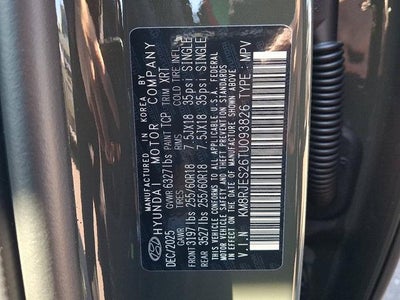 MANUFACTURED IN KOREA BY
HYUNDAI MOTOR COMPANY
DEC/2025 GVWR 6327 lbs PAINT TCP TRIM XRT
GAWR TIRES RIMS COLD TIRE INFL
FRONT 3197 lbs 255/60R18 7.5JX18 35psi SINGLE
REAR 3527 lbs 255/60R18 7.5JX18 35psi SINGLE
THIS VEHICLE CONFORMS TO ALL APPLICABLE U.S.A. FEDERAL
MOTOR VEHICLE SAFETY, BUMPER, AND THEFT PREVENTION
STANDARDS IN EFFECT ON THE DATE OF MANUFACTURE SHOWN ABOVE.
V.I.N : KM8RJES26TU093926 TYPE : MPV